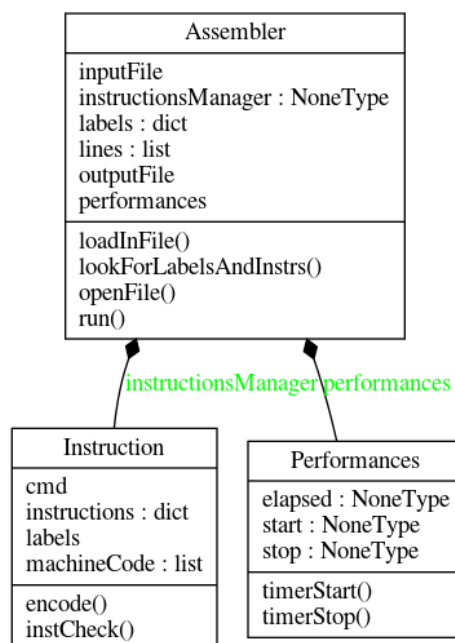 Assembler
inputFile
instructionsManager : NoneType
labels : dict
lines : list
outputFile
performances
loadInFile()
lookForLabelsAndInstrs()
openFile()
run()
instructionsManager performances
Instruction
cmd
instructions : dict
labels
machineCode : list
encode()
instCheck()
Performances
elapsed : NoneType
start : NoneType
stop : NoneType
timerStart()
timerStop()